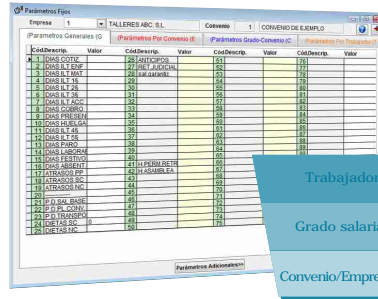 Parámetros Fijos
Empresa 1 TALLERES ABC. S.L. Convenio 1 CONVENIO DE EJEMPLO
(Parametros Generales (G (Parámetros Por Convenio (E (Parámetros Grado-Convenio (C (Parámetros Por Trabajador(T
Cód.Descrip. Valor Cód.Descrip. Valor Cód.Descrip. Valor
1 DIAS COTIZ 26 ANTICIPOS 51 76
2 DIAS ILT ENF 27 RET.JUDICIAL 52 77
3 DIAS ILT MAT 28 sal.garantiz 53 78
4 DIAS ILT 15 29 54 79
5 DIAS ILT 26 30 55 80
6 DIAS ILT 36 31 56 81
7 DIAS ILT ACC 32 57 82
8 DIAS COBRO 33 58 83
9 DIAS PRESEN 34 59 84
10 DIAS HUELGA 35 60 85
11 DIAS ILT 45 36 61 86
12 DIAS ILT 55 37 62 87
13 DIAS PARO 38 63 88
14 DIAS LABORAB 39 64 89
15 DIAS FESTIVO 40 65
16 DIAS ABSENT 41 H.PERM.RETR 66
17 ATRASOS PP 42 H.ASAMBLEA 67
18 ATRASOS SC 43 68
19 ATRASOS NC 44 69
20 45 70
21 P.D.SAL.BASE 46 71
22 P.D.PL.CONV. 47 72
23 P.D.TRANSPO 48 73
24 DIETAS SC 0 49 74
25 DIETAS NC 50 75
Parámetros Adicionales>>
Trabajador
Grado salaria
Convenio/Empre